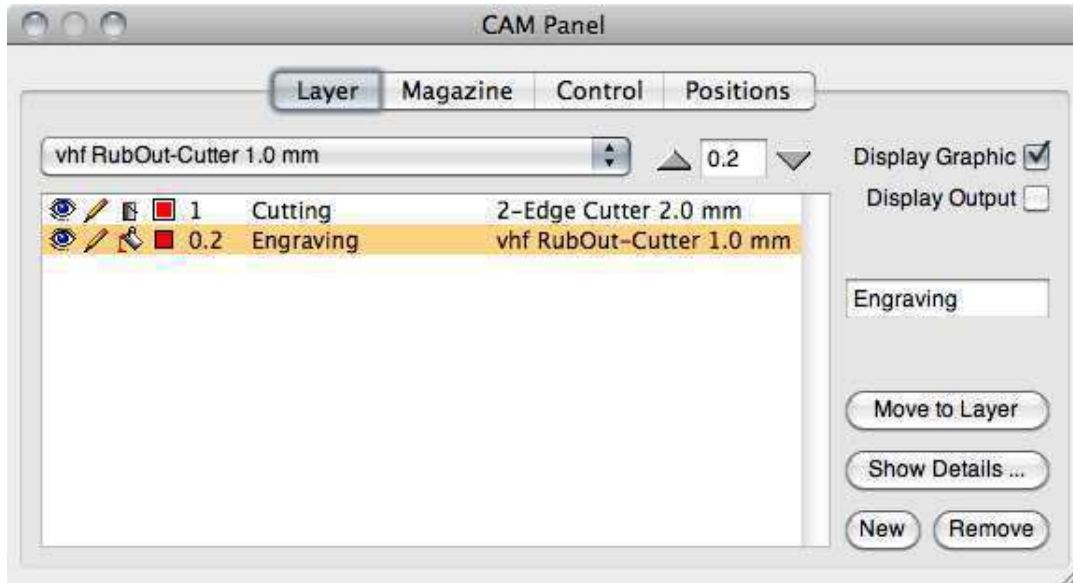 CAM Panel
Layer Magazine Control Positions
vhf RubOut-Cutter 1.0 mm 0.2 Display Graphic
Display Output
1 Cutting 2-Edge Cutter 2.0 mm
0.2 Engraving vhf RubOut-Cutter 1.0 mm
Engraving
Move to Layer
Show Details ...
New Remove